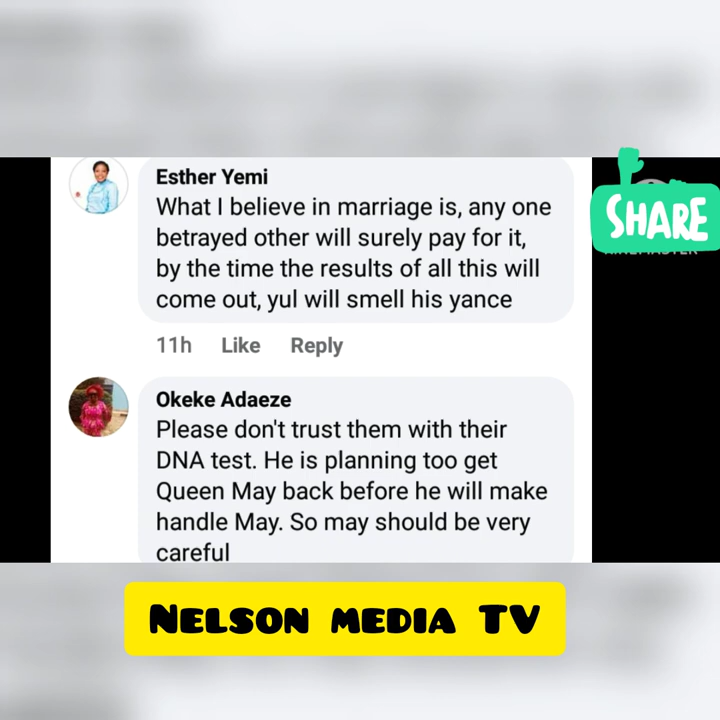 Esther Yemi
What I believe in marriage is, any one
betrayed other will surely pay for it,
by the time the results of all this will
come out, yul will smell his yance
11h Like Reply
SHARE
Okeke Adaeze
Please don't trust them with their
DNA test. He is planning too get
Queen May back before he will make
handle May. So may should be very
careful
NELSON MEDIA TV